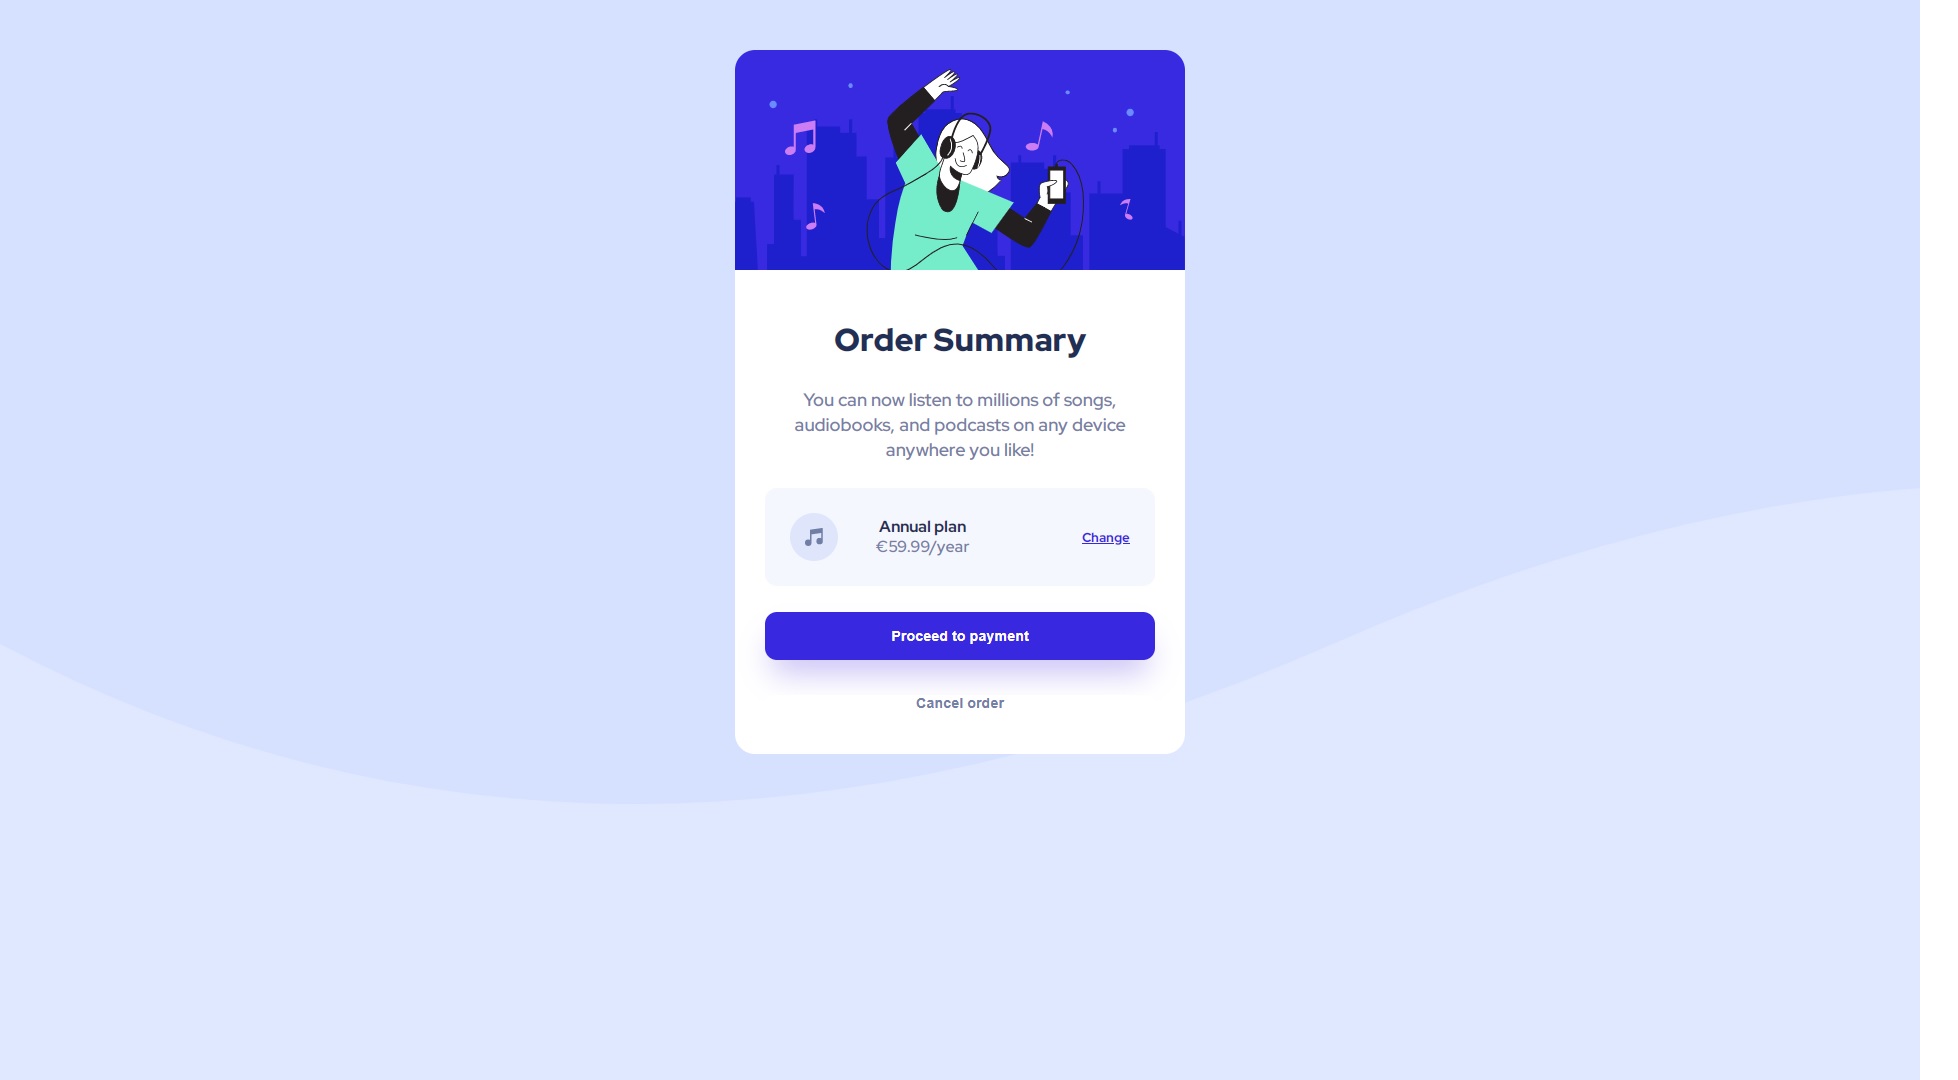 Order Summary
You can now listen to millions of songs,
audiobooks, and podcasts on any device
anywhere you like!
Annual plan
€59.99/year
Change
Proceed to payment
Cancel order